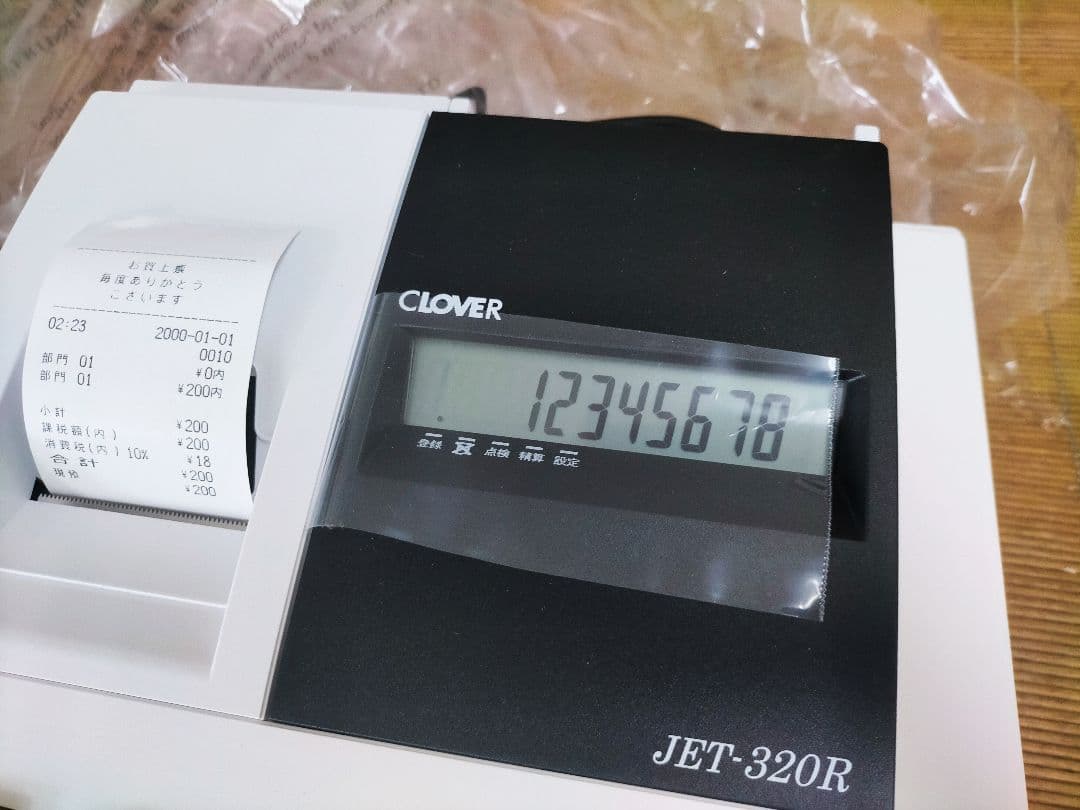 お買上感
毎度ありがとう
ございます
02:23 2000-01-01
0010
部門 01 ¥0内
部門 01 ¥200内
小計 ¥200
課税額(内) ¥200
消費税(内) 10% ¥18
合計 ¥200
現預 ¥200
CLOVER
12345678
登録 戻 点検 精算 設定
JET-320R